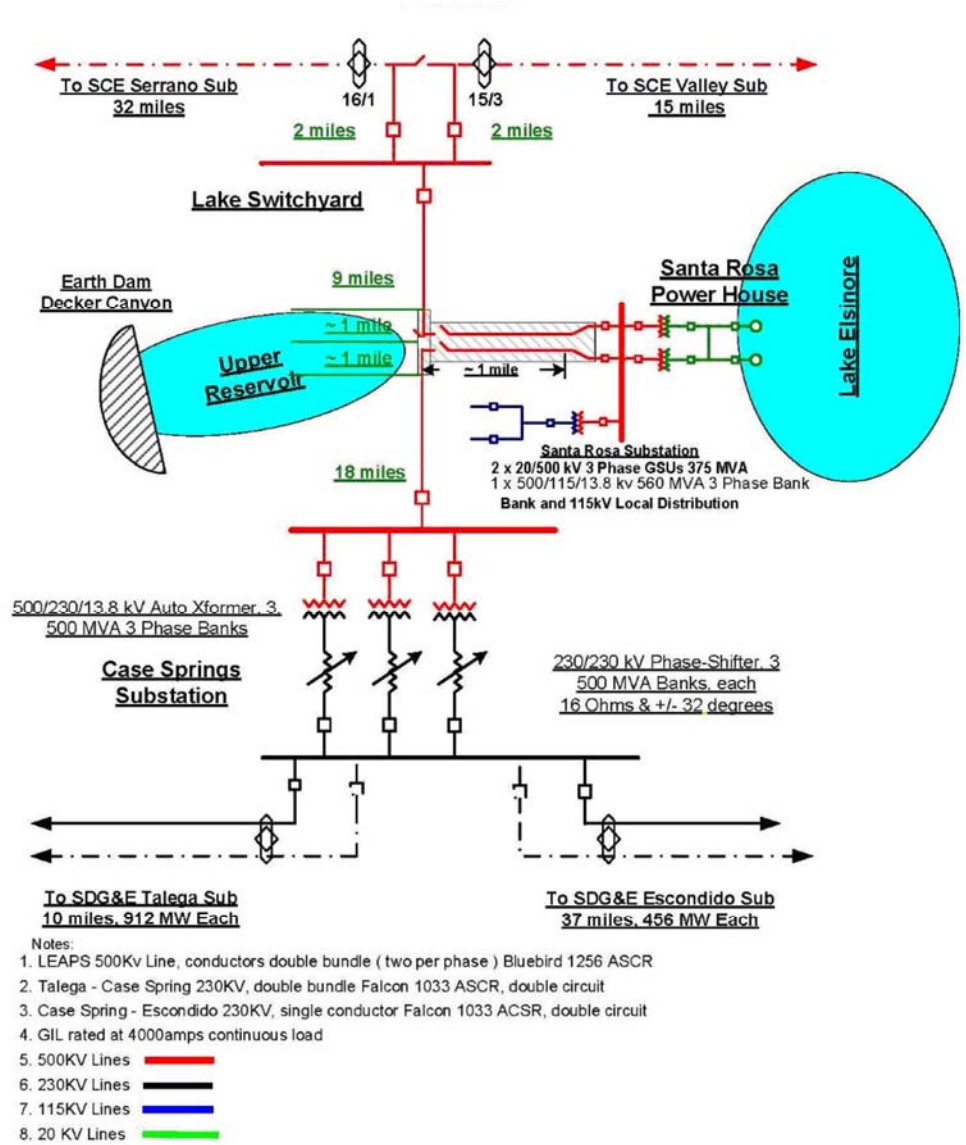 To SCE Serrano Sub
32 miles
16/1
15/3
To SCE Valley Sub
15 miles
2 miles
2 miles
Lake Switchyard
Earth Dam
Decker Canyon
9 miles
~ 1 mile
~ 1 mile
Upper
Reservoir
~ 1 mile
Santa Rosa
Power House
Lake Elsinore
18 miles
Santa Rosa Substation
2 x 20/500 kV 3 Phase GSUs 375 MVA
1 x 500/115/13.8 kv 560 MVA 3 Phase Bank
Bank and 115kV Local Distribution
500/230/13.8 kV Auto Xformer, 3,
500 MVA 3 Phase Banks
Case Springs
Substation
230/230 kV Phase-Shifter, 3
500 MVA Banks, each
16 Ohms & +/- 32 degrees
To SDG&E Talega Sub
10 miles, 912 MW Each
To SDG&E Escondido Sub
37 miles, 456 MW Each
Notes:
1. LEAPS 500Kv Line, conductors double bundle ( two per phase ) Bluebird 1256 ASCR
2. Talega - Case Spring 230KV, double bundle Falcon 1033 ASCR, double circuit
3. Case Spring - Escondido 230KV, single conductor Falcon 1033 ACSR, double circuit
4. GIL rated at 4000amps continuous load
5. 500KV Lines
6. 230KV Lines
7. 115KV Lines
8. 20 KV Lines